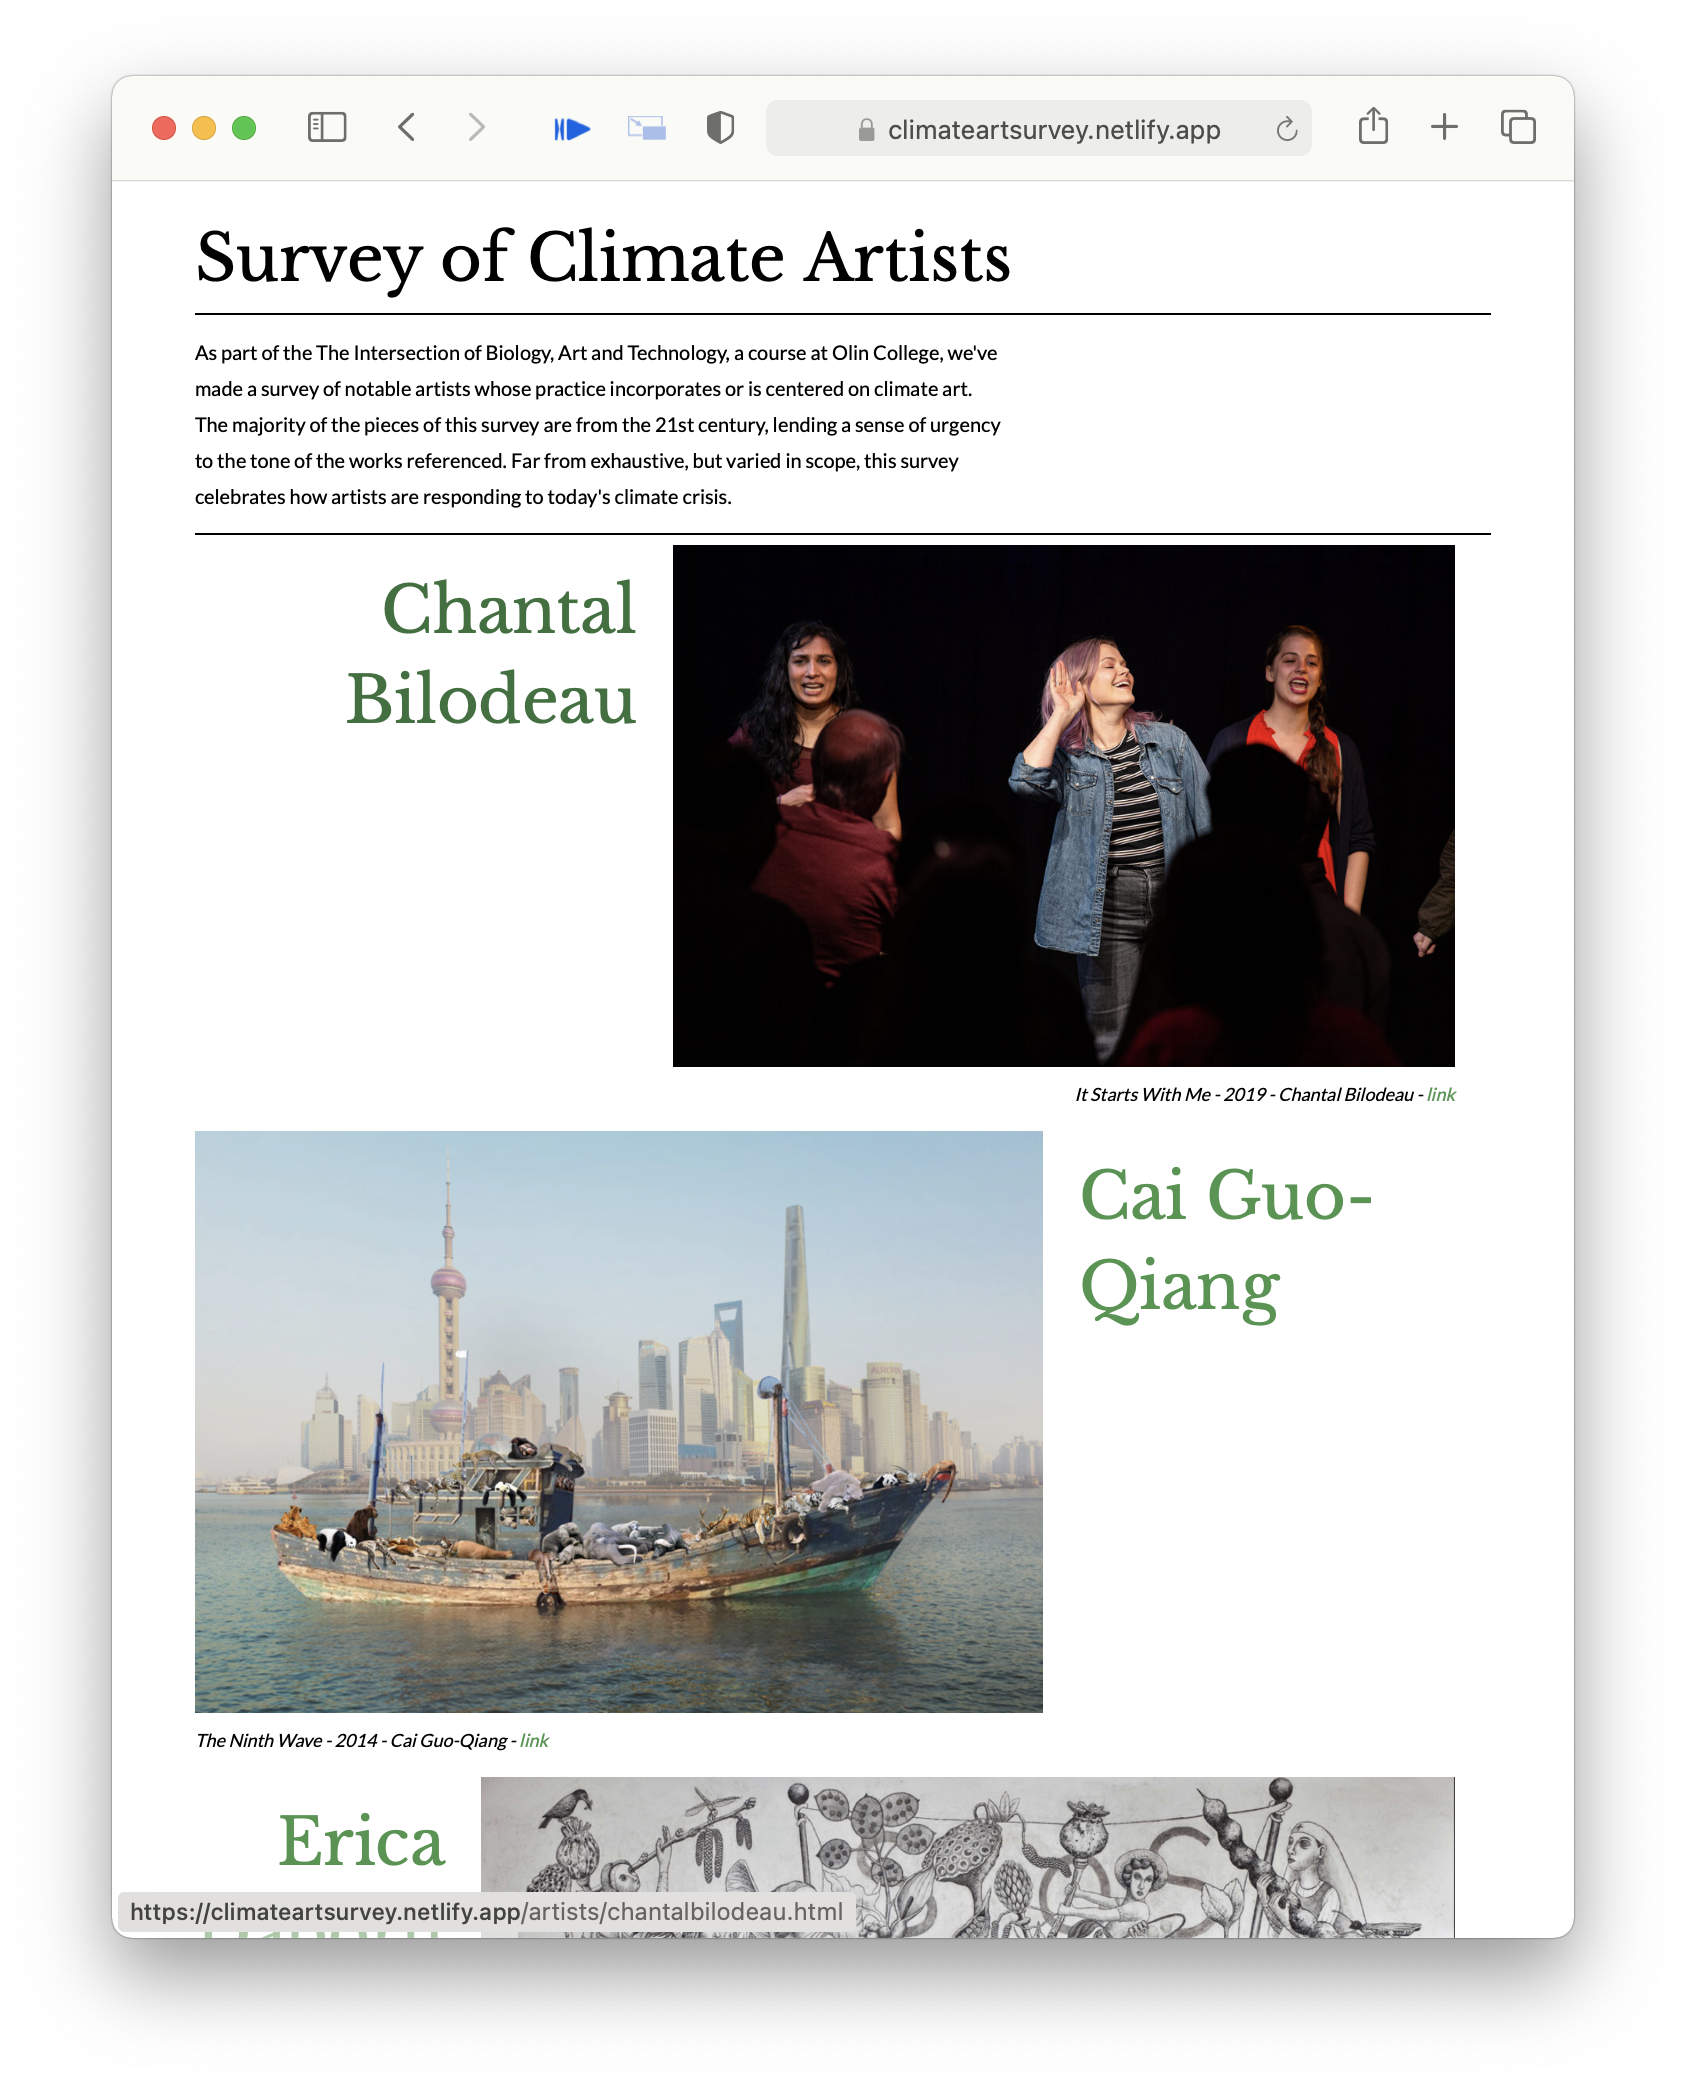 climateartsurvey.netlify.app
Survey of Climate Artists
As part of the The Intersection of Biology, Art and Technology, a course at Olin College, we've
made a survey of notable artists whose practice incorporates or is centered on climate art.
The majority of the pieces of this survey are from the 21st century, lending a sense of urgency
to the tone of the works referenced. Far from exhaustive, but varied in scope, this survey
celebrates how artists are responding to today's climate crisis.
Chantal
Bilodeau
It Starts With Me - 2019 - Chantal Bilodeau - link
Cai Guo-
Qiang
The Ninth Wave - 2014 - Cai Guo-Qiang - link
Erica
https://climateartsurvey.netlify.app/artists/chantalbilodeau.html